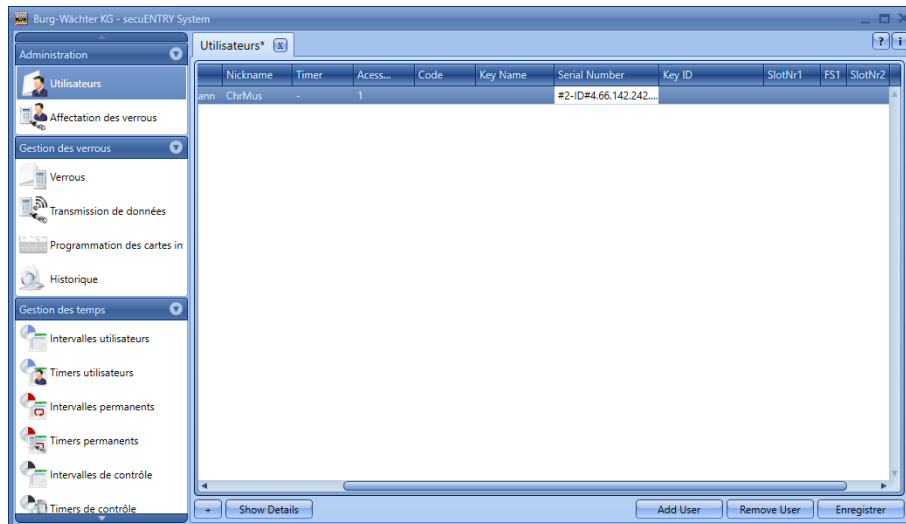 Burg-Wächter KG - secuENTRY System
Administration
Utilisateurs
Affectation des verrous
Gestion des verrous
Verrous
Transmission de données
Programmation des cartes in
Historique
Gestion des temps
Intervalles utilisateurs
Timers utilisateurs
Intervalles permanents
Timers permanents
Intervalles de contrôle
Timers de contrôle
Utilisateurs* x
? i
Nickname Timer Acess... Code Key Name Serial Number Key ID SlotNr1 FS1 SlotNr2
ann ChrMus - 1 #2-ID#4.66.142.242....
+ Show Details Add User Remove User Enregistrer